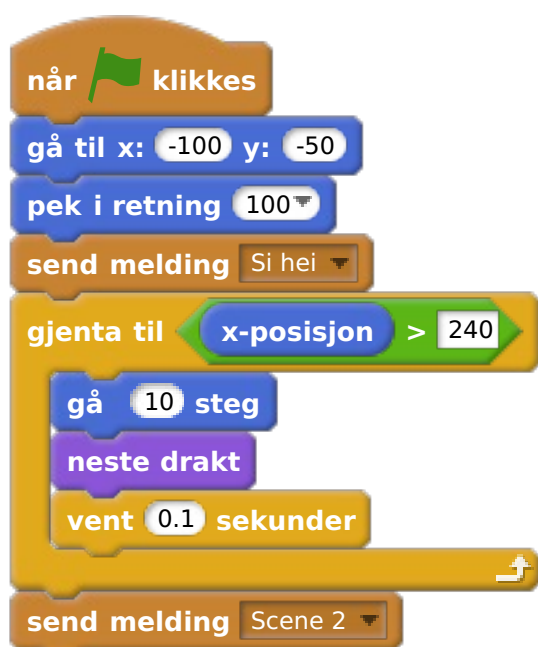 når klikkes
gå til x: -100 y: -50
pek i retning 100
send melding Si hei
gjenta til x-posisjon > 240
gå 10 steg
neste drakt
vent 0.1 sekunder
send melding Scene 2